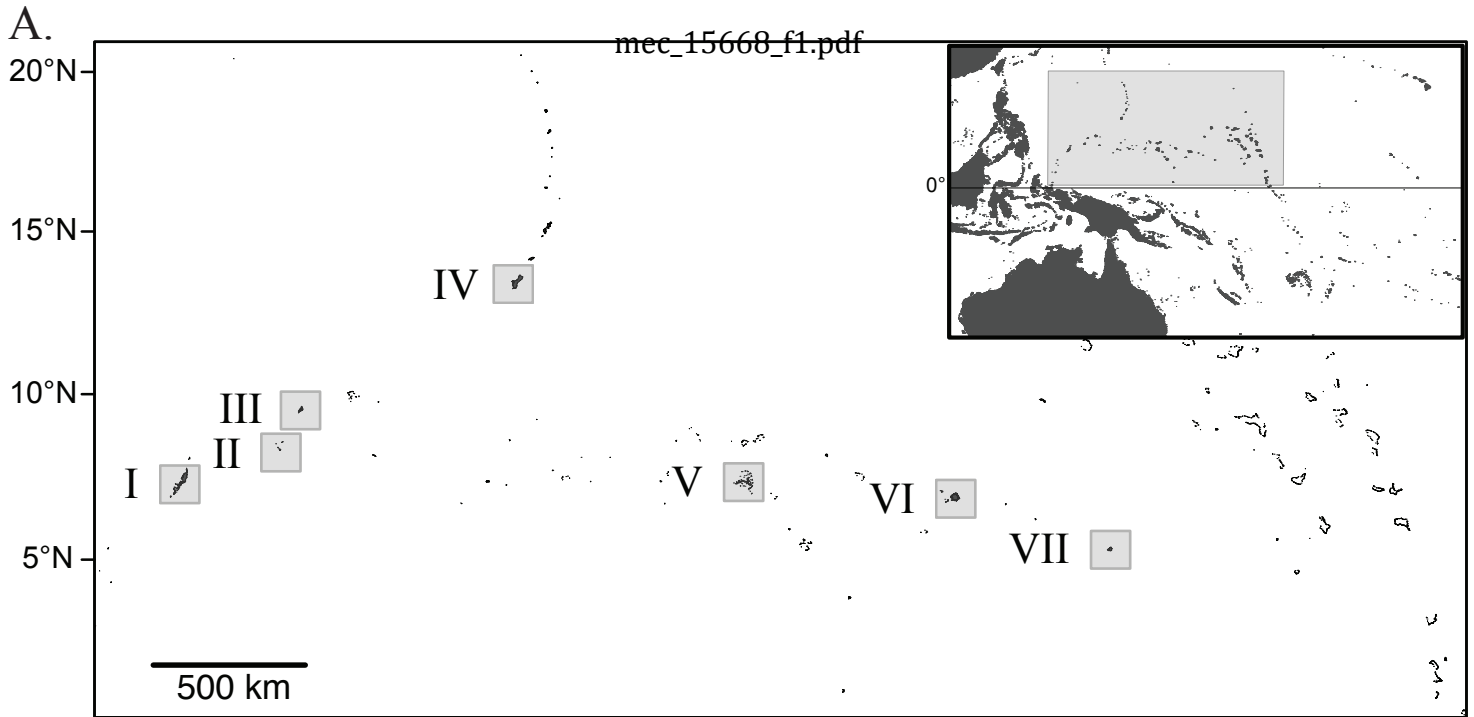 A.
mec_15668_f1.pdf
20°N
0°
15°N
IV
10°N
III
II
I
V
VI
VII
5°N
500 km